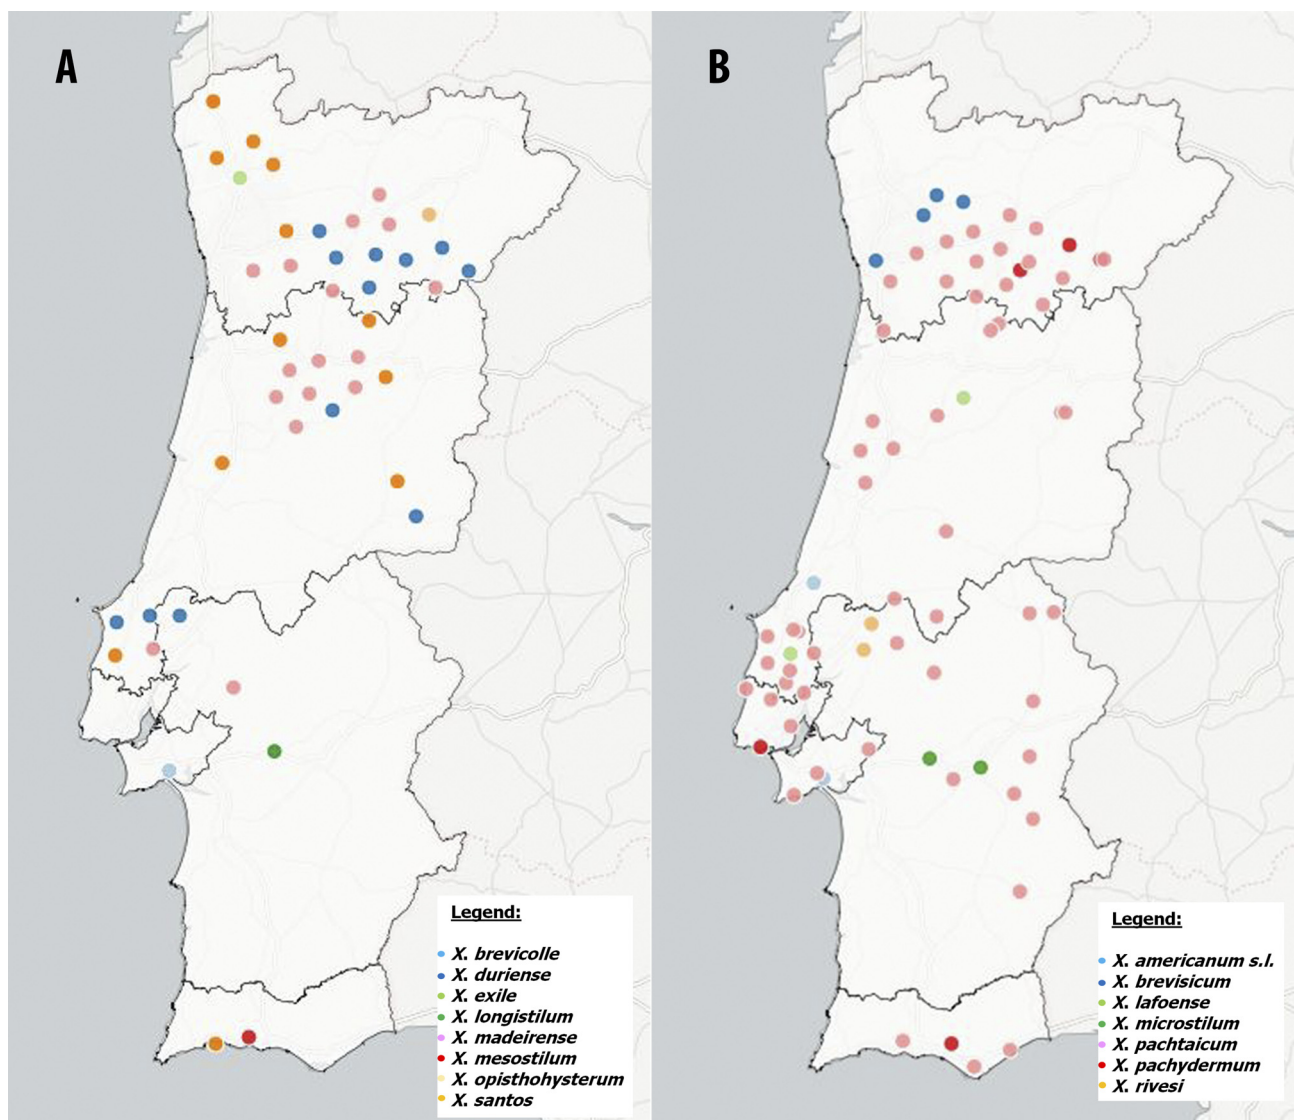 A
B
Legend:
X. brevicolle
X. duriense
X. exile
X. longistilum
X. madeirense
X. mesostilum
X. opisthohysterum
X. santos
Legend:
X. americanum s.l.
X. brevisicum
X. lafoense
X. microstilum
X. pachtaicum
X. pachydermum
X. rivesi